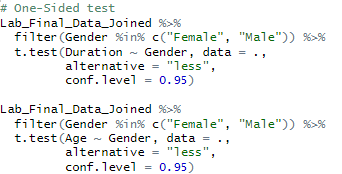 # One-Sided test
Lab_Final_Data_Joined %>%
  filter(Gender %in% c("Female", "Male")) %>%
  t.test(Duration ~ Gender, data = .,
         alternative = "less",
         conf.level = 0.95)

Lab_Final_Data_Joined %>%
  filter(Gender %in% c("Female", "Male")) %>%
  t.test(Age ~ Gender, data = .,
         alternative = "less",
         conf.level = 0.95)